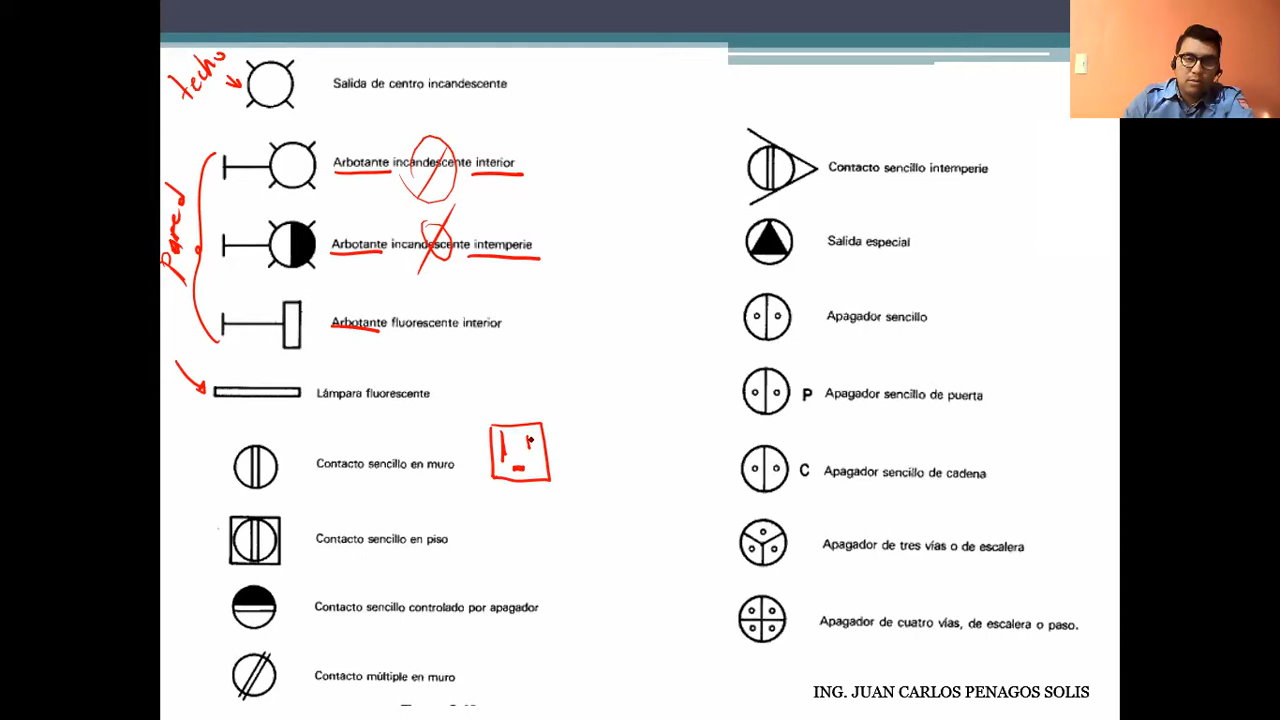 techo
Salida de centro incandescente
Pared
Arbotante incandescente interior
Arbotante incandescente intemperie
Arbotante fluorescente interior
Lámpara fluorescente
Contacto sencillo en muro
Contacto sencillo en piso
Contacto sencillo controlado por apagador
Contacto múltiple en muro
Contacto sencillo intemperie
Salida especial
Apagador sencillo
P Apagador sencillo de puerta
C Apagador sencillo de cadena
Apagador de tres vías o de escalera
Apagador de cuatro vías, de escalera o paso.
ING. JUAN CARLOS PENAGOS SOLIS